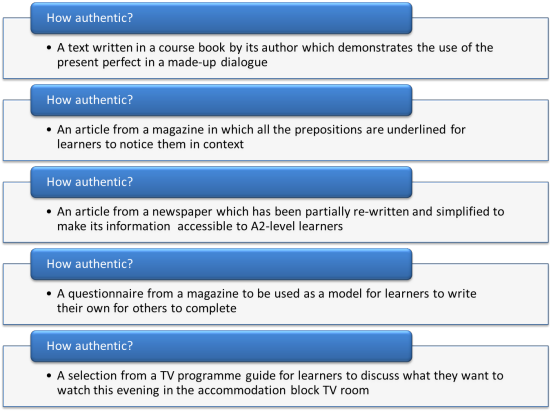 How authentic?
• A text written in a course book by its author which demonstrates the use of the
present perfect in a made-up dialogue
How authentic?
• An article from a magazine in which all the prepositions are underlined for
learners to notice them in context
How authentic?
• An article from a newspaper which has been partially re-written and simplified to
make its information accessible to A2-level learners
How authentic?
• A questionnaire from a magazine to be used as a model for learners to write
their own for others to complete
How authentic?
• A selection from a TV programme guide for learners to discuss what they want to
watch this evening in the accommodation block TV room